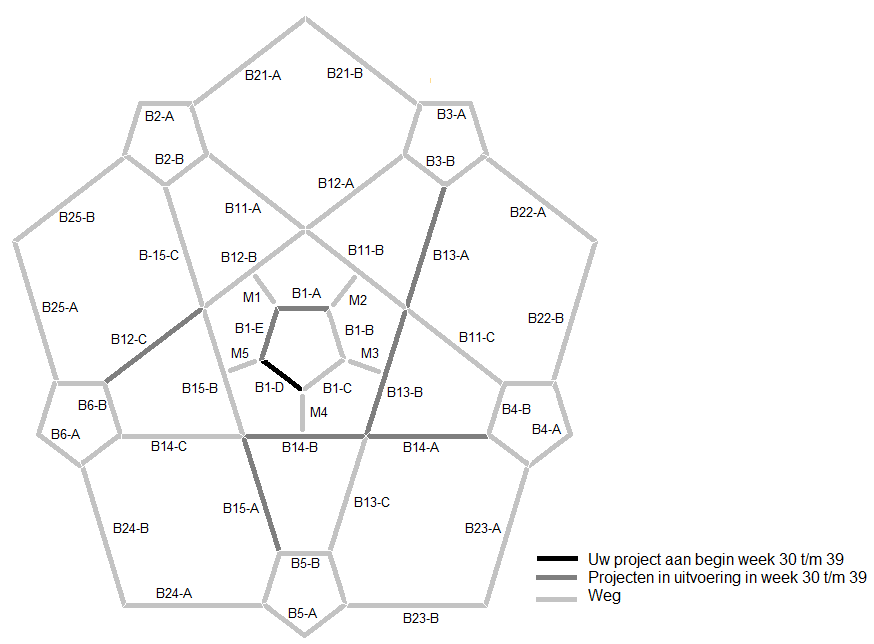 B21-A
B21-B
B2-A
B3-A
B2-B
B3-B
B12-A
B25-B
B11-A
B22-A
B-15-C
B12-B
B11-B
B13-A
M1
B1-A
M2
B25-A
B22-B
B12-C
B1-E
B1-B
B11-C
M5
M3
B15-B
B1-D
B1-C
B13-B
B6-B
B4-B
M4
B6-A
B4-A
B14-C
B14-B
B14-A
B15-A
B13-C
B24-B
B23-A
B5-B
B24-A
B5-A
B23-B
Uw project aan begin week 30 t/m 39
Projecten in uitvoering in week 30 t/m 39
Weg